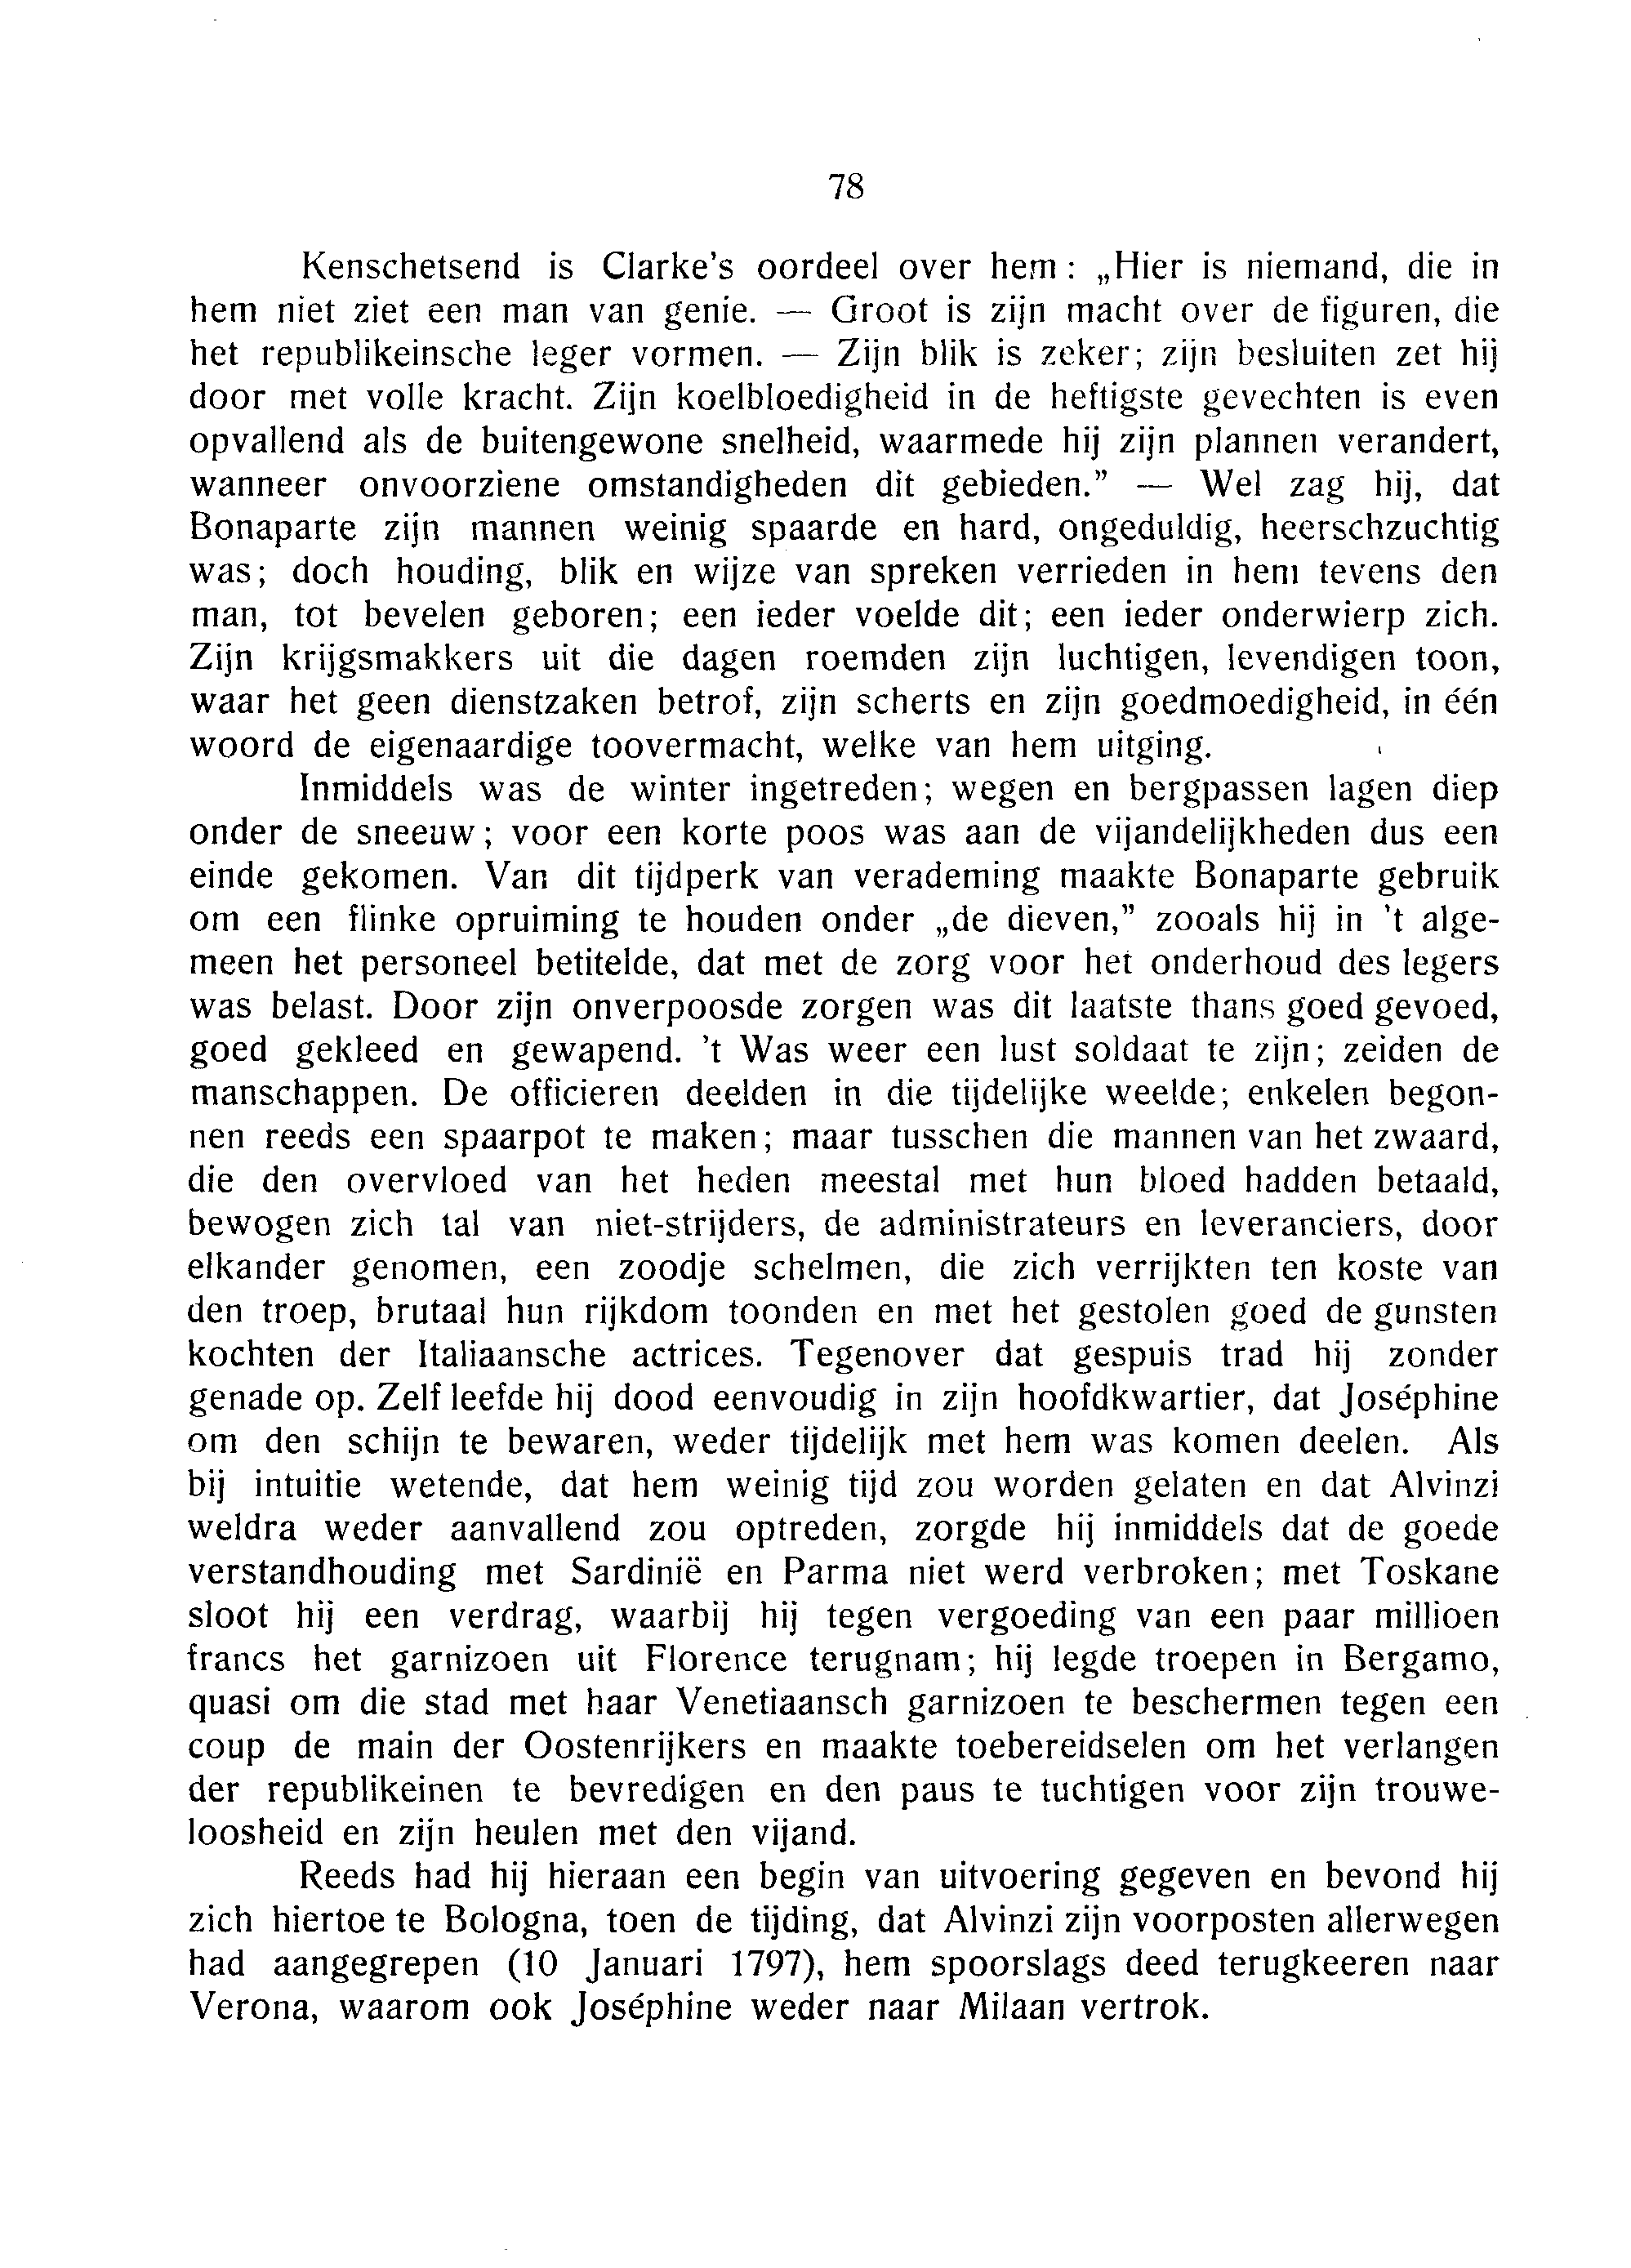 78
Kenschetsend is Clarke's oordeel over hem: „Hier is niemand, die in
hem niet ziet een man van genie. — Groot is zijn macht over de figuren, die
het republikeinsche leger vormen. — Zijn blik is zeker; zijn besluiten zet hij
door met volle kracht. Zijn koelbloedigheid in de heftigste gevechten is even
opvallend als de buitengewone snelheid, waarmede hij zijn plannen verandert,
wanneer onvoorziene omstandigheden dit gebieden.” — Wel zag hij, dat
Bonaparte zijn mannen weinig spaarde en hard, ongeduldig, heerschzuchtig
was; doch houding, blik en wijze van spreken verrieden in hem tevens den
man, tot bevelen geboren; een ieder voelde dit; een ieder onderwierp zich.
Zijn krijgsmakkers uit die dagen roemden zijn luchtigen, levendigen toon,
waar het geen dienstzaken betrof, zijn scherts en zijn goedmoedigheid, in één
woord de eigenaardige toovermacht, welke van hem uitging.
Inmiddels was de winter ingetreden; wegen en bergpassen lagen diep
onder de sneeuw; voor een korte poos was aan de vijandelijkheden dus een
einde gekomen. Van dit tijdperk van verademing maakte Bonaparte gebruik
om een flinke opruiming te houden onder „de dieven,” zooals hij in 't alge-
meen het personeel betitelde, dat met de zorg voor het onderhoud des legers
was belast. Door zijn onverpoosde zorgen was dit laatste thans goed gevoed,
goed gekleed en gewapend. 't Was weer een lust soldaat te zijn; zeiden de
manschappen. De officieren deelden in die tijdelijke weelde; enkelen begon-
nen reeds een spaarpot te maken; maar tusschen die mannen van het zwaard,
die den overvloed van het heden meestal met hun bloed hadden betaald,
bewogen zich tal van niet-strijders, de administrateurs en leveranciers, door
elkander genomen, een zoodje schelmen, die zich verrijkten ten koste van
den troep, brutaal hun rijkdom toonden en met het gestolen goed de gunsten
kochten der Italiaansche actrices. Tegenover dat gespuis trad hij zonder
genade op. Zelf leefde hij dood eenvoudig in zijn hoofdkwartier, dat Joséphine
om den schijn te bewaren, weder tijdelijk met hem was komen deelen. Als
bij intuitie wetende, dat hem weinig tijd zou worden gelaten en dat Alvinzi
weldra weder aanvallend zou optreden, zorgde hij inmiddels dat de goede
verstandhouding met Sardinië en Parma niet werd verbroken; met Toskane
sloot hij een verdrag, waarbij hij tegen vergoeding van een paar millioen
francs het garnizoen uit Florence terugnam; hij legde troepen in Bergamo,
quasi om die stad met haar Venetiaansch garnizoen te beschermen tegen een
coup de main der Oostenrijkers en maakte toebereidselen om het verlangen
der republikeinen te bevredigen en den paus te tuchtigen voor zijn trouwe-
loosheid en zijn heulen met den vijand.
Reeds had hij hieraan een begin van uitvoering gegeven en bevond hij
zich hiertoe te Bologna, toen de tijding, dat Alvinzi zijn voorposten allerwegen
had aangegrepen (10 Januari 1797), hem spoorslags deed terugkeeren naar
Verona, waarom ook Joséphine weder naar Milaan vertrok.